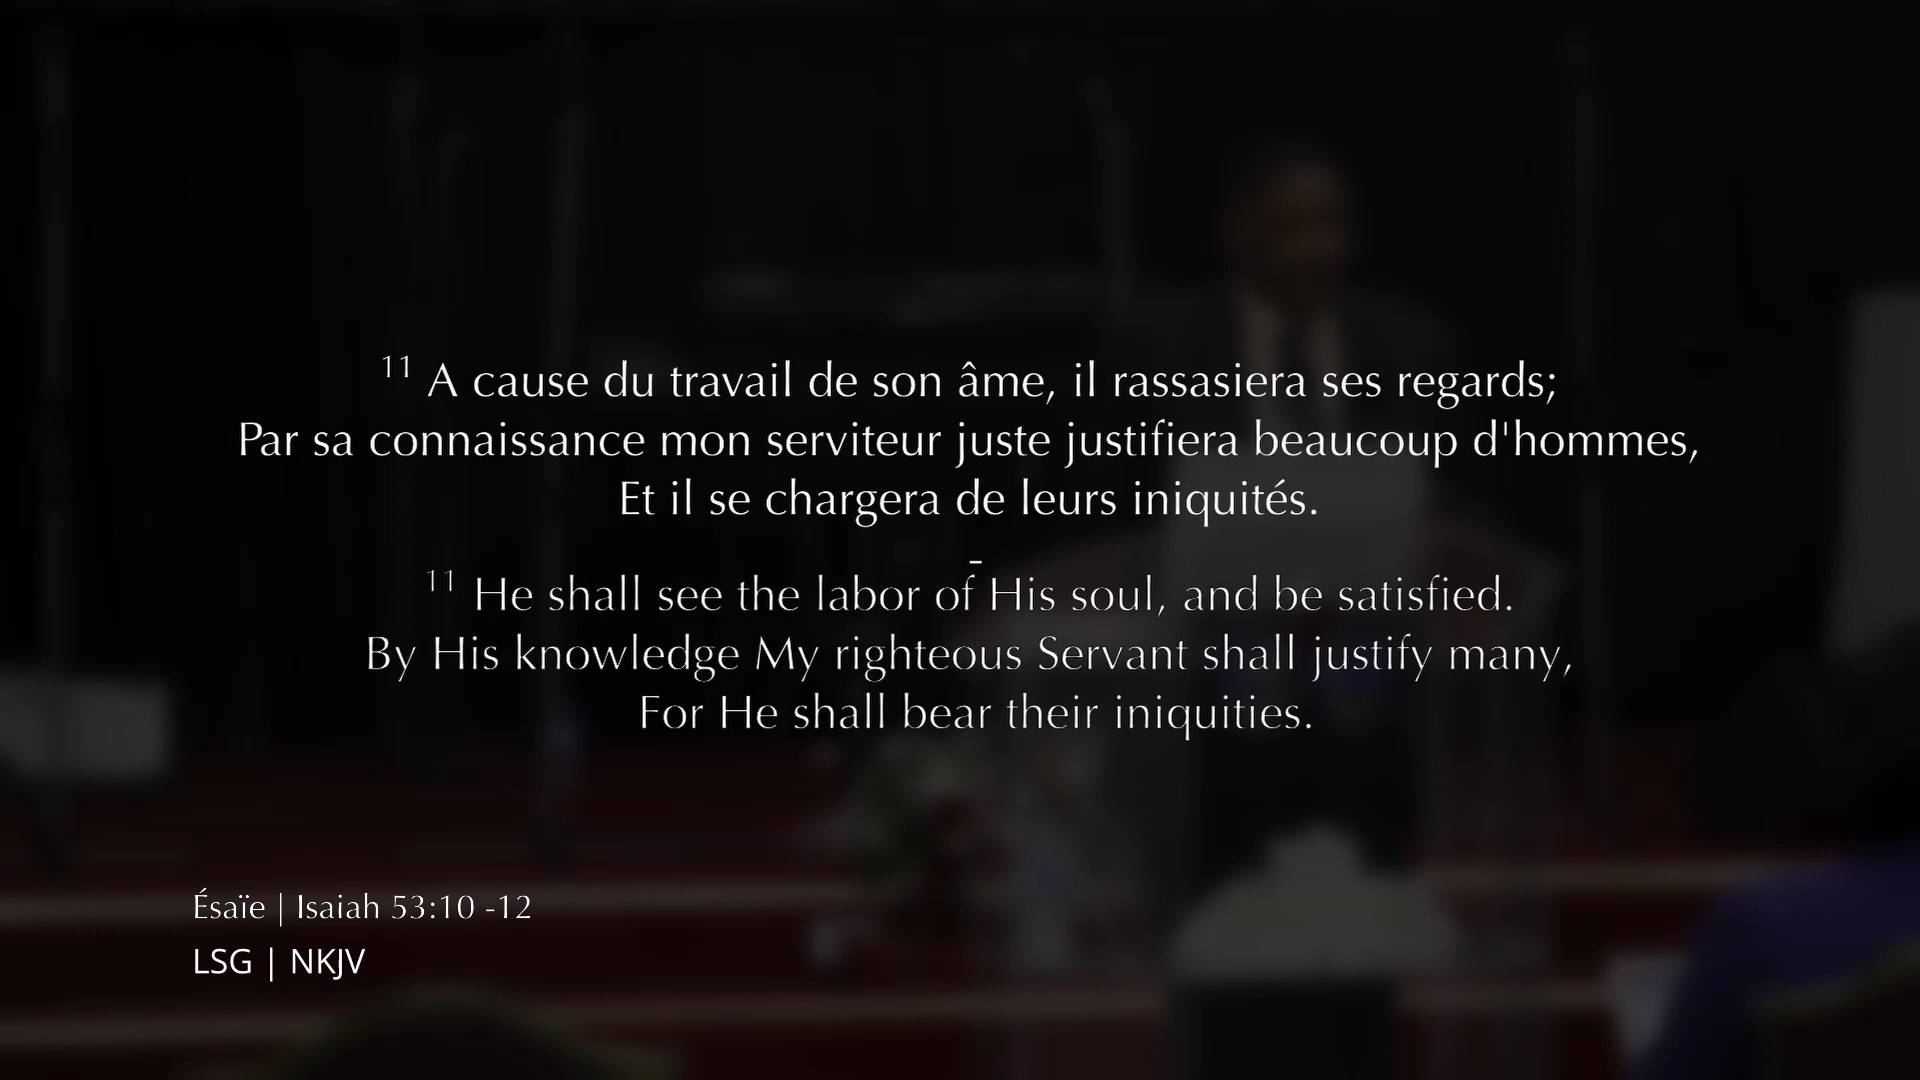 11 A cause du travail de son âme, il rassasiera ses regards;
Par sa connaissance mon serviteur juste justifiera beaucoup d'hommes,
Et il se chargera de leurs iniquités.
-
11 He shall see the labor of His soul, and be satisfied.
By His knowledge My righteous Servant shall justify many,
For He shall bear their iniquities.
Ésaïe | Isaiah 53:10 -12
LSG | NKJV